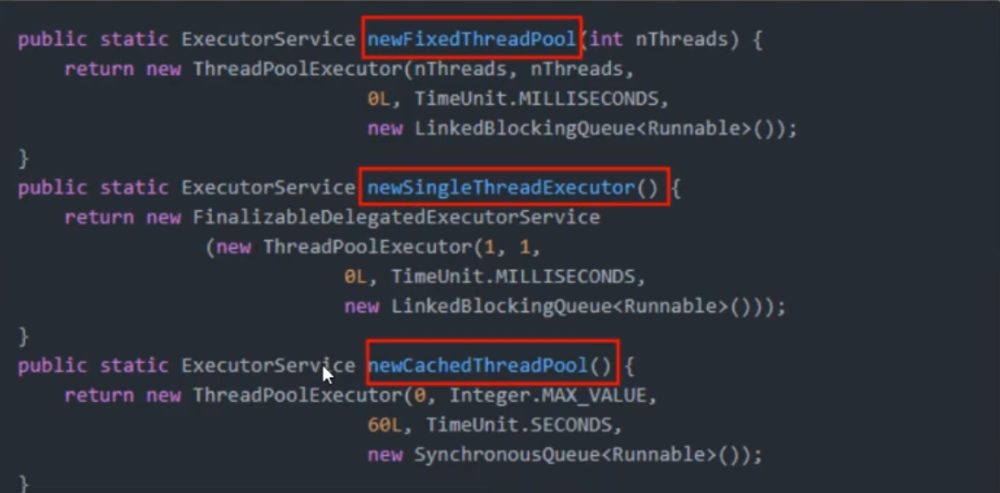 public static ExecutorService newFixedThreadPool(int nThreads) {
    return new ThreadPoolExecutor(nThreads, nThreads,
                              0L, TimeUnit.MILLISECONDS,
                              new LinkedBlockingQueue<Runnable>());
}
public static ExecutorService newSingleThreadExecutor() {
    return new FinalizableDelegatedExecutorService
                (new ThreadPoolExecutor(1, 1,
                            0L, TimeUnit.MILLISECONDS,
                            new LinkedBlockingQueue<Runnable>()));
}
public static ExecutorService newCachedThreadPool() {
    return new ThreadPoolExecutor(0, Integer.MAX_VALUE,
                              60L, TimeUnit.SECONDS,
                              new SynchronousQueue<Runnable>());
}